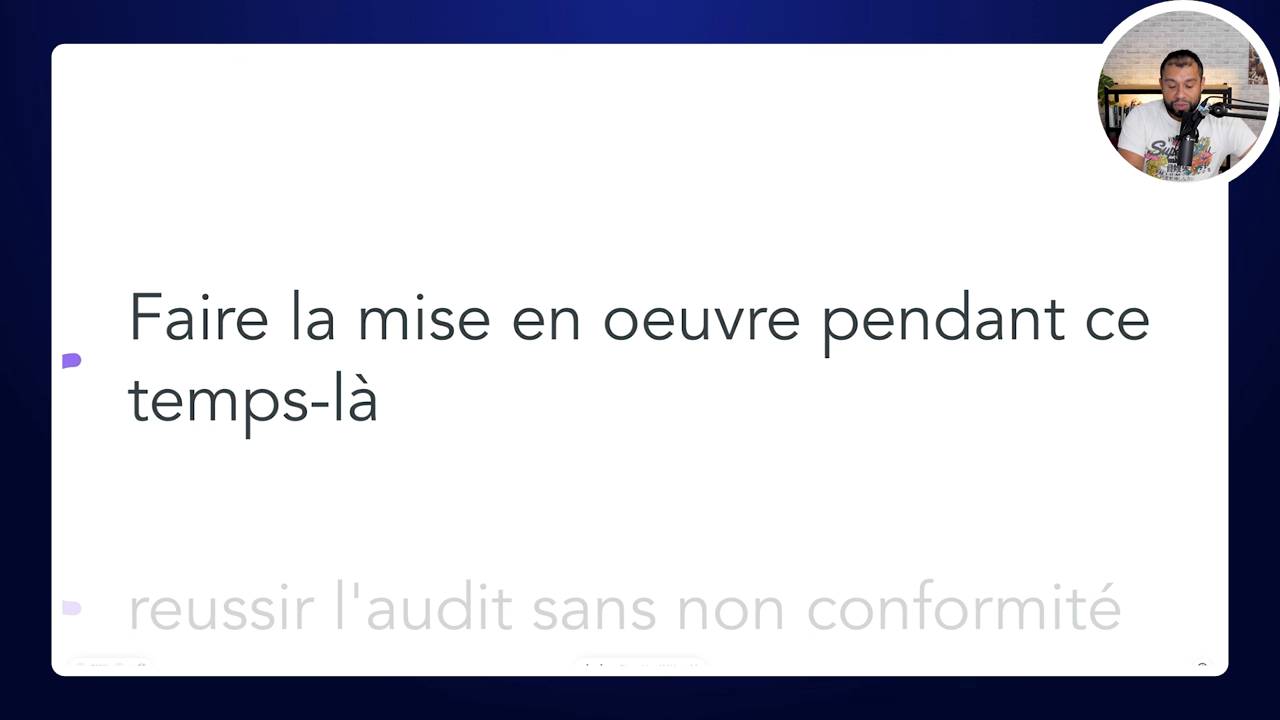 Faire la mise en oeuvre pendant ce
temps-là
reussir l'audit sans non conformité